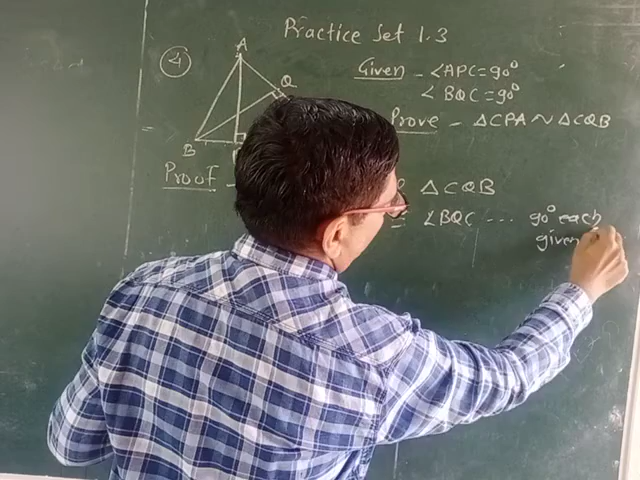 Practice Set 1.3
4
A
Q
B
Given - ∠APC=90°
∠BQC=90°
Prove - ΔCPA ~ ΔCQB
Proof -
ΔCQB
= ∠BQC ... 90° each
given